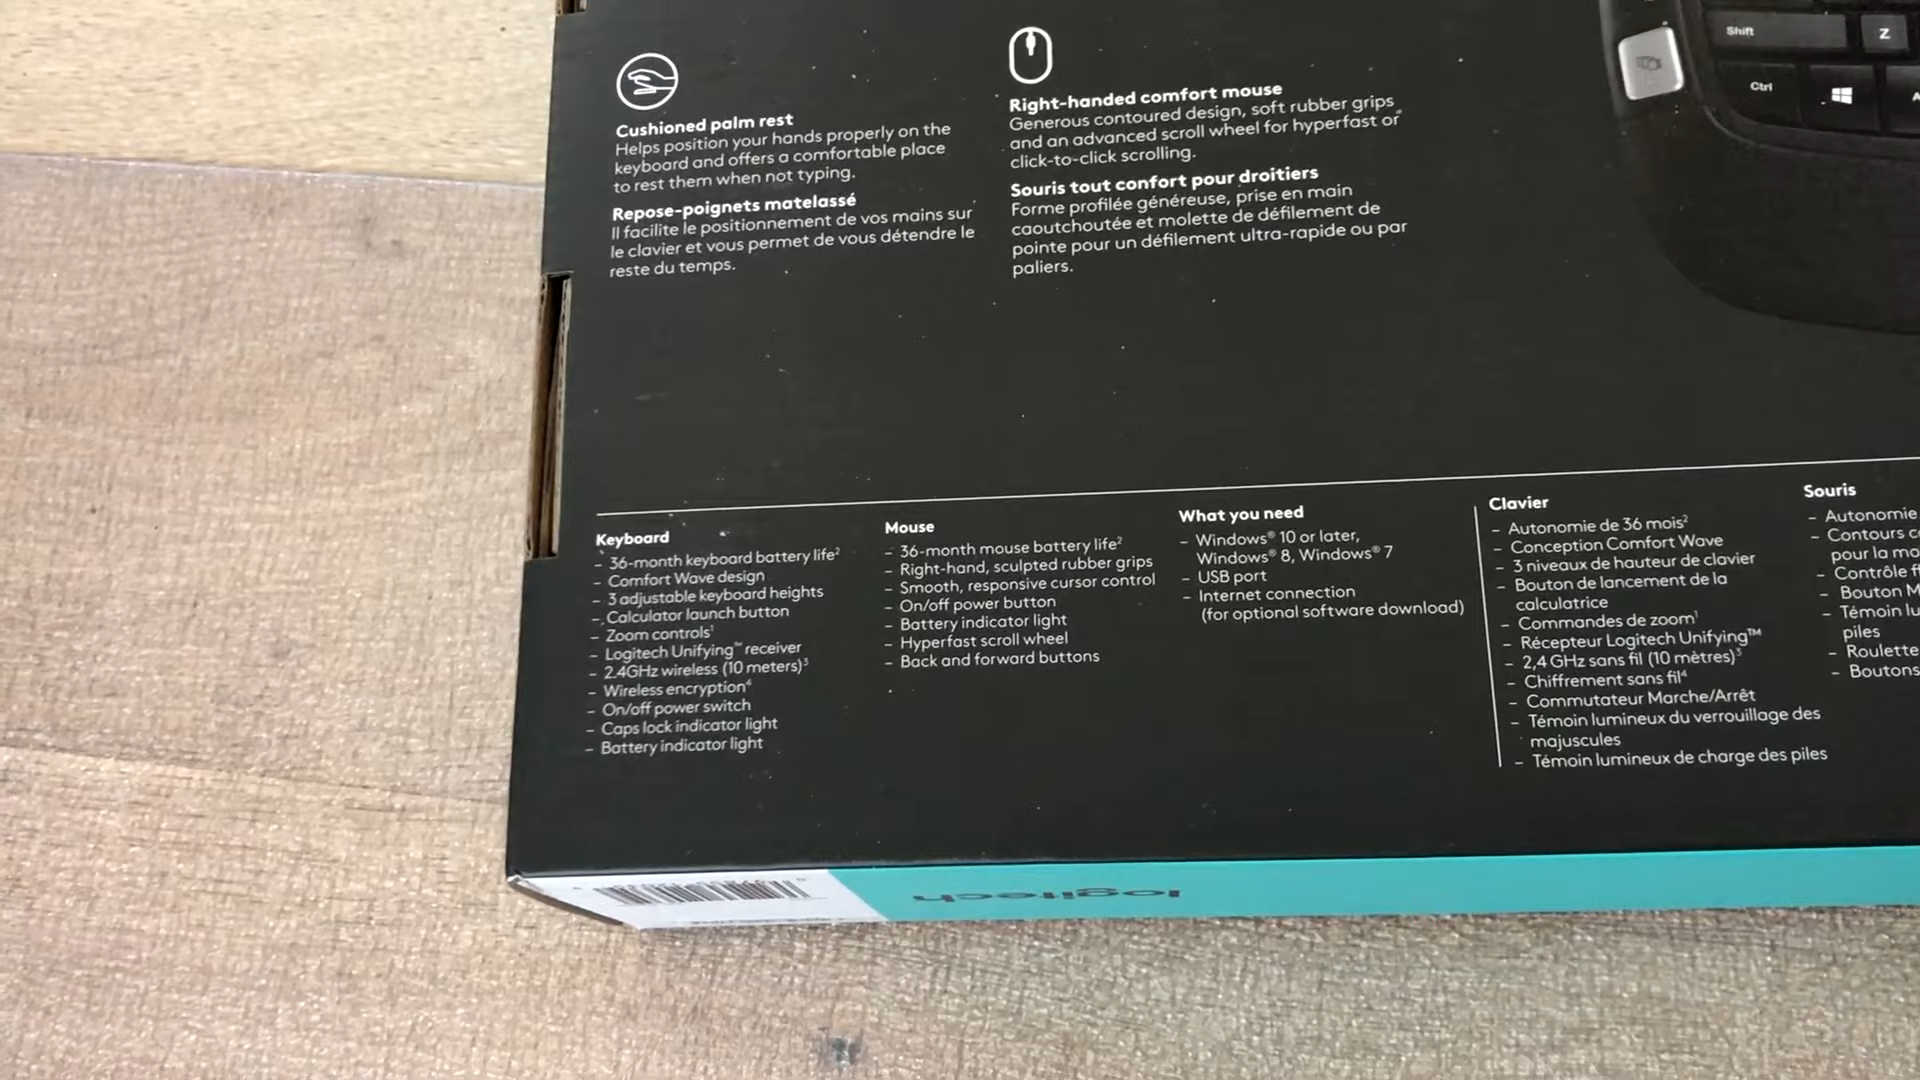 Cushioned palm rest
Helps position your hands properly on the
keyboard and offers a comfortable place
to rest them when not typing.
Repose-poignets matelassé
Il facilite le positionnement de vos mains sur
le clavier et vous permet de vous détendre le
reste du temps.
Right-handed comfort mouse
Generous contoured design, soft rubber grips
and an advanced scroll wheel for hyperfast or
click-to-click scrolling.
Souris tout confort pour droitiers
Forme profilée généreuse, prise en main
caoutchoutée et molette de défilement de
pointe pour un défilement ultra-rapide ou par
paliers.
Shift
Z
Ctrl
A
Keyboard
- 36-month keyboard battery life²
- Comfort Wave design
- 3 adjustable keyboard heights
- Calculator launch button
- Zoom controls¹
- Logitech Unifying™ receiver
- 2.4GHz wireless (10 meters)³
- Wireless encryption⁴
- On/off power switch
- Caps lock indicator light
- Battery indicator light
Mouse
- 36-month mouse battery life²
- Right-hand, sculpted rubber grips
- Smooth, responsive cursor control
- On/off power button
- Battery indicator light
- Hyperfast scroll wheel
- Back and forward buttons
What you need
- Windows® 10 or later,
Windows® 8, Windows® 7
- USB port
- Internet connection
(for optional software download)
Clavier
- Autonomie de 36 mois²
- Conception Comfort Wave
- 3 niveaux de hauteur de clavier
- Bouton de lancement de la
calculatrice
- Commandes de zoom¹
- Récepteur Logitech Unifying™
- 2,4 GHz sans fil (10 mètres)³
- Chiffrement sans fil⁴
- Commutateur Marche/Arrêt
- Témoin lumineux du verrouillage des
majuscules
- Témoin lumineux de charge des piles
Souris
- Autonomie
- Contours c
pour la mo
- Contrôle f
- Bouton M
- Témoin lu
piles
- Roulette
- Boutons
logitech